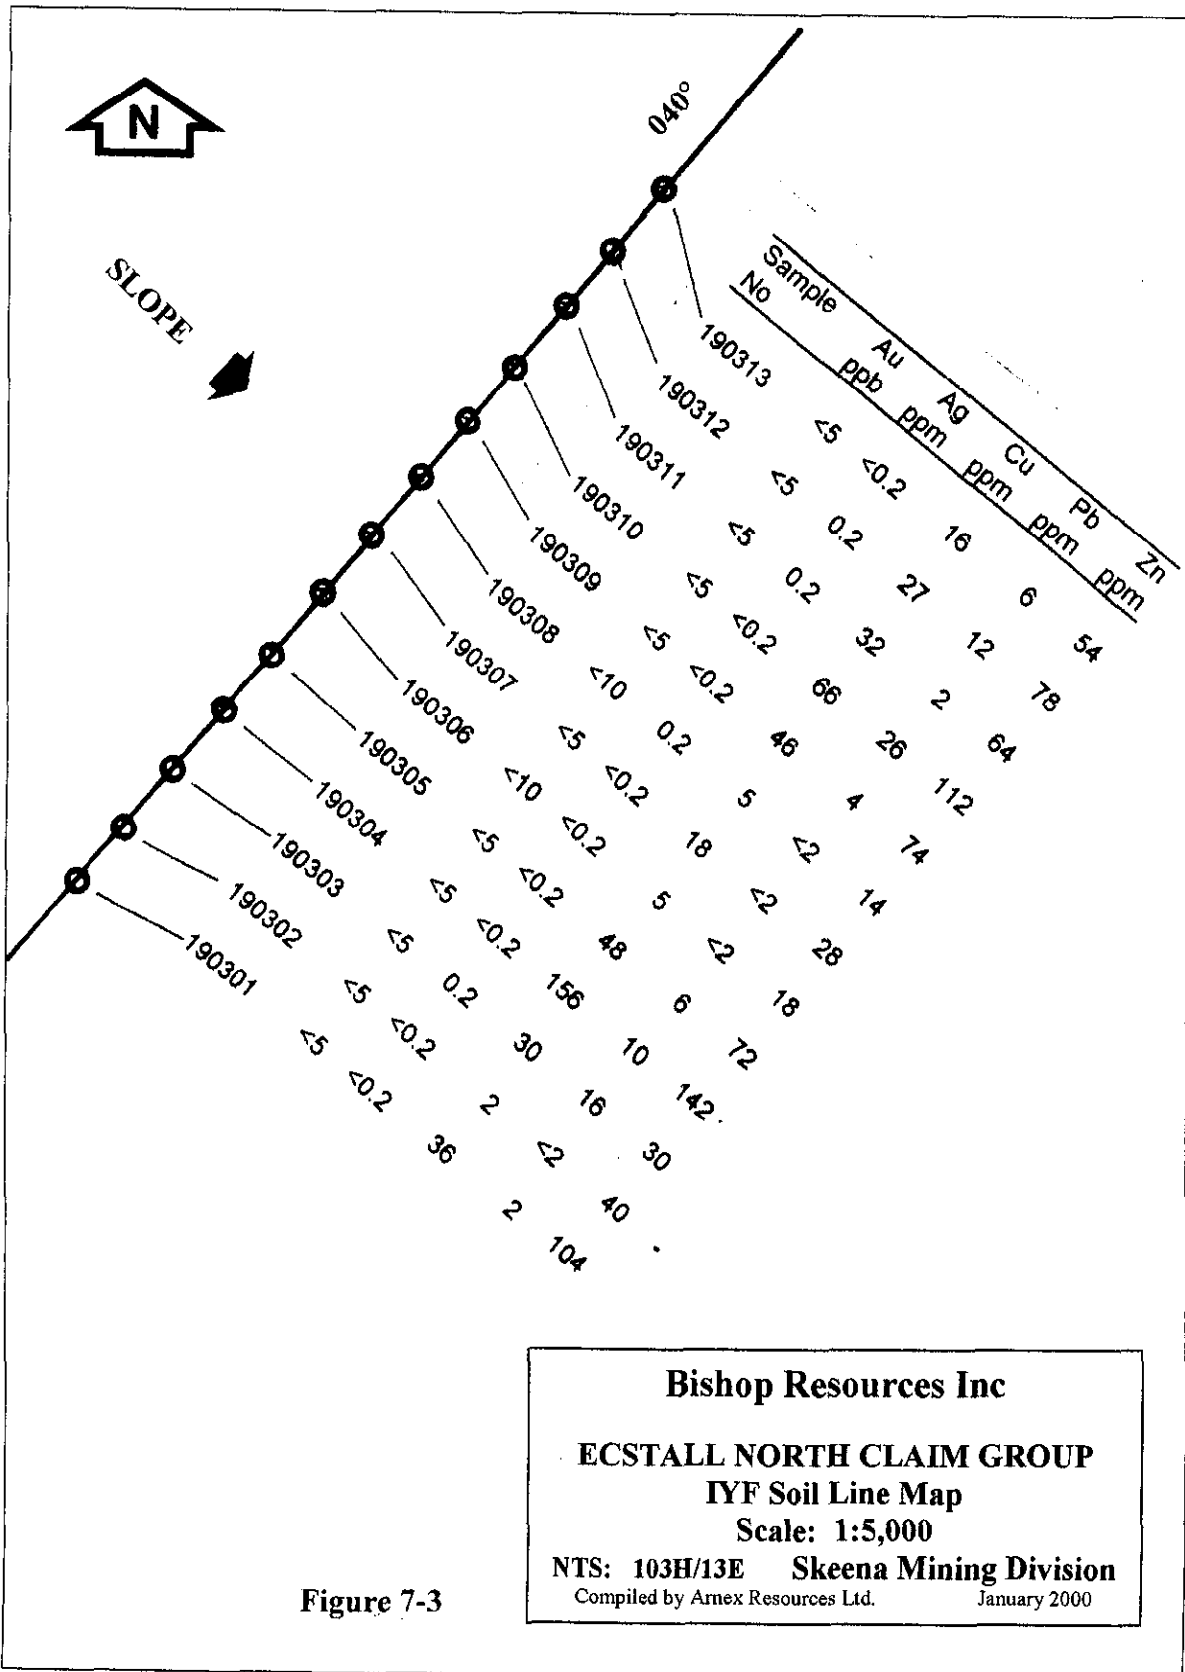 N
040°
SLOPE
Sample Au Ag Cu Pb Zn
No ppb ppm ppm ppm ppm
190313 <5 <0.2 16 6 54
190312 <5 0.2 27 12 78
190311 <5 0.2 32 2 64
190310 <5 <0.2 66 26 112
190309 <5 <0.2 46 4 74
190308 <10 0.2 5 <2 14
190307 <5 <0.2 18 <2 28
190306 <10 <0.2 5 <2 18
190305 <5 <0.2 48 6 72
190304 <5 <0.2 156 10 142
190303 <5 0.2 30 16 30
190302 <5 <0.2 2 <2 40
190301 <5 <0.2 36 2 104
Bishop Resources Inc
ECSTALL NORTH CLAIM GROUP
IYF Soil Line Map
Scale: 1:5,000
NTS: 103H/13E Skeena Mining Division
Compiled by Arnex Resources Ltd. January 2000
Figure 7-3